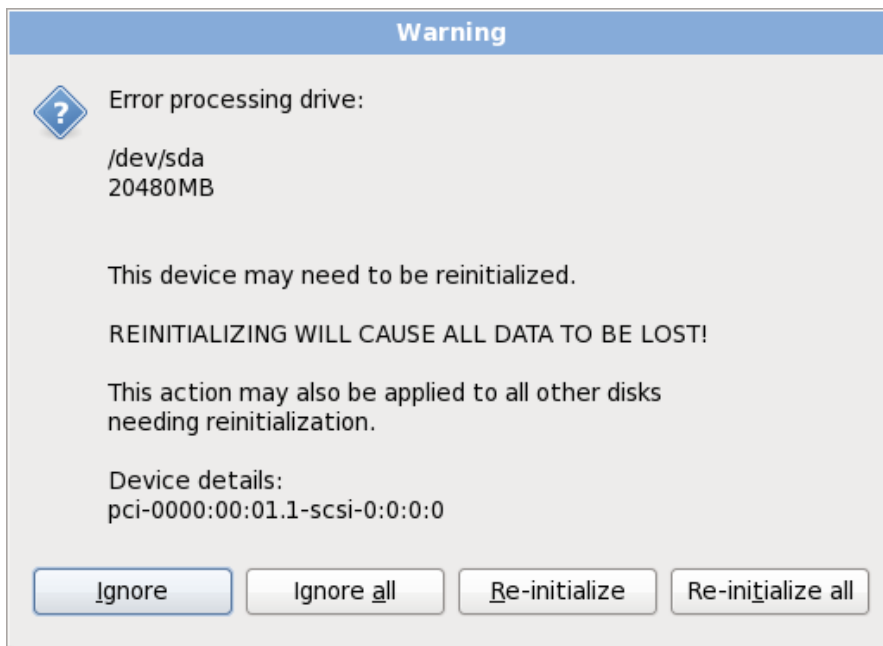 Warning
?
Error processing drive:
/dev/sda
20480MB
This device may need to be reinitialized.
REINITIALIZING WILL CAUSE ALL DATA TO BE LOST!
This action may also be applied to all other disks
needing reinitialization.
Device details:
pci-0000:00:01.1-scsi-0:0:0:0
Ignore
Ignore all
Re-initialize
Re-initialize all